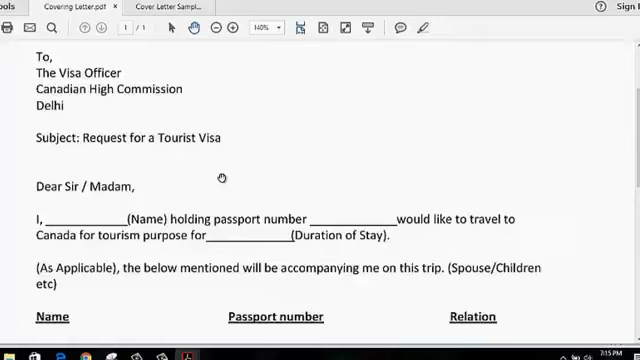 ols
Covering Letter.pdf
Cover Letter Sampl...
Sign
1 / 1
140%
To,
The Visa Officer
Canadian High Commission
Delhi
Subject: Request for a Tourist Visa
Dear Sir / Madam,
I, ____________(Name) holding passport number _____________would like to travel to
Canada for tourism purpose for_____________(Duration of Stay).
(As Applicable), the below mentioned will be accompanying me on this trip. (Spouse/Children
etc)
Name Passport number Relation
7:15 PM